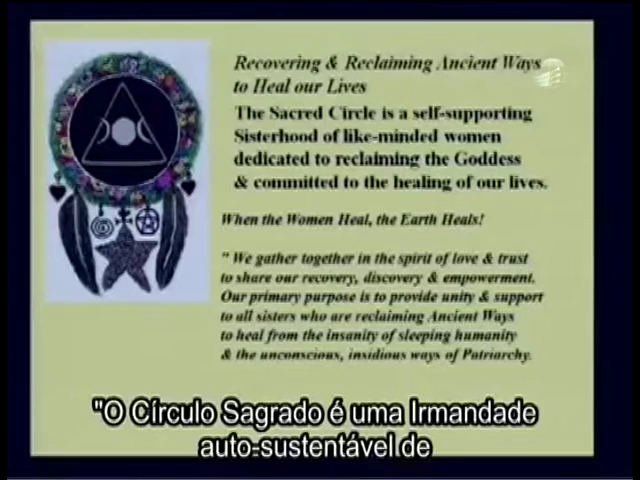 Recovering & Reclaiming Ancient Ways
to Heal our Lives
The Sacred Circle is a self-supporting
Sisterhood of like-minded women
dedicated to reclaiming the Goddess
& committed to the healing of our lives.
When the Women Heal, the Earth Heals!
" We gather together in the spirit of love & trust
to share our recovery, discovery & empowerment.
Our primary purpose is to provide unity & support
to all sisters who are reclaiming Ancient Ways
to heal from the insanity of sleeping humanity
& the unconscious, insidious ways of Patriarchy.
"O Círculo Sagrado é uma Irmandade
auto-sustentável de